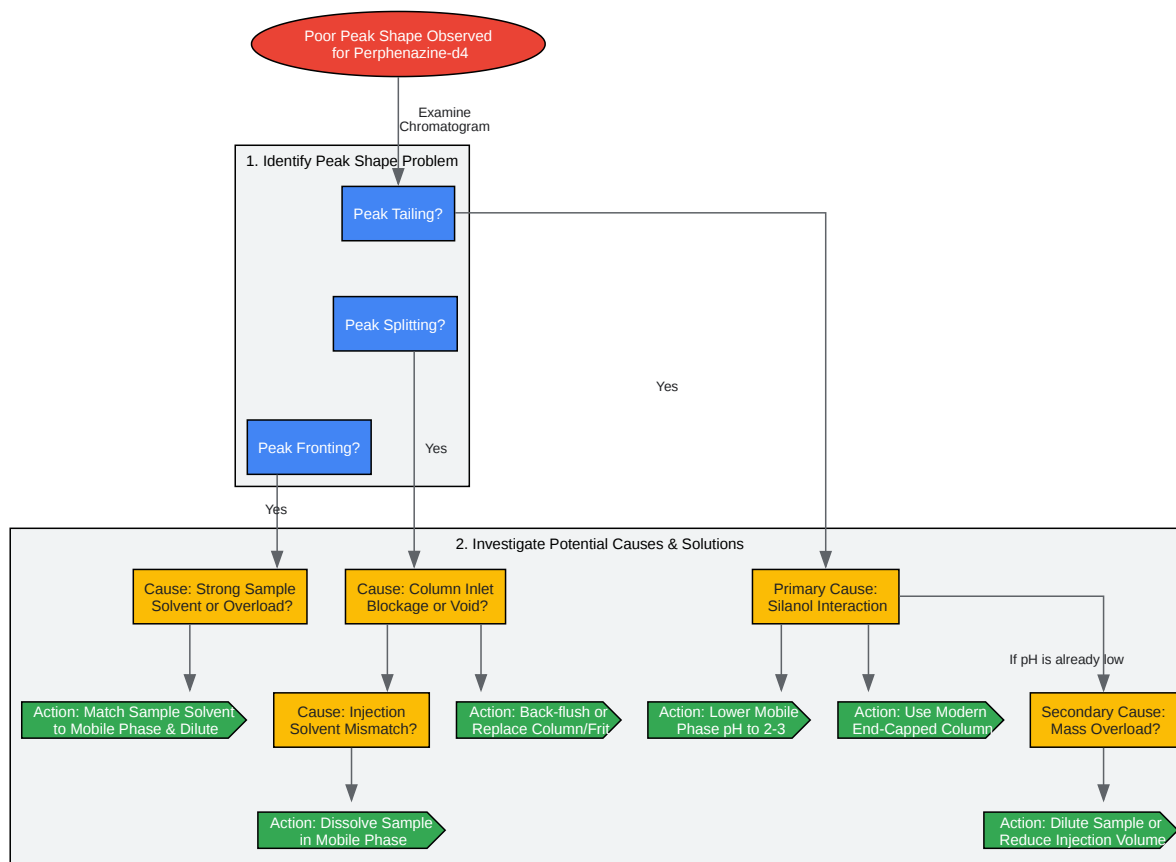 Poor Peak Shape Observed
for Perphenazine-d4
Examine
Chromatogram
1. Identify Peak Shape Problem
Peak Tailing?
Peak Splitting?
Yes
Peak Fronting?
Yes
Yes
2. Investigate Potential Causes & Solutions
Cause: Strong Sample
Solvent or Overload?
Cause: Column Inlet
Blockage or Void?
Primary Cause:
Silanol Interaction
If pH is already low
Action: Match Sample Solvent
to Mobile Phase & Dilute
Cause: Injection
Solvent Mismatch?
Action: Back-flush or
Replace Column/Frit
Action: Lower Mobile
Phase pH to 2-3
Action: Use Modern
End-Capped Column
Secondary Cause:
Mass Overload?
Action: Dissolve Sample
in Mobile Phase
Action: Dilute Sample or
Reduce Injection Volume